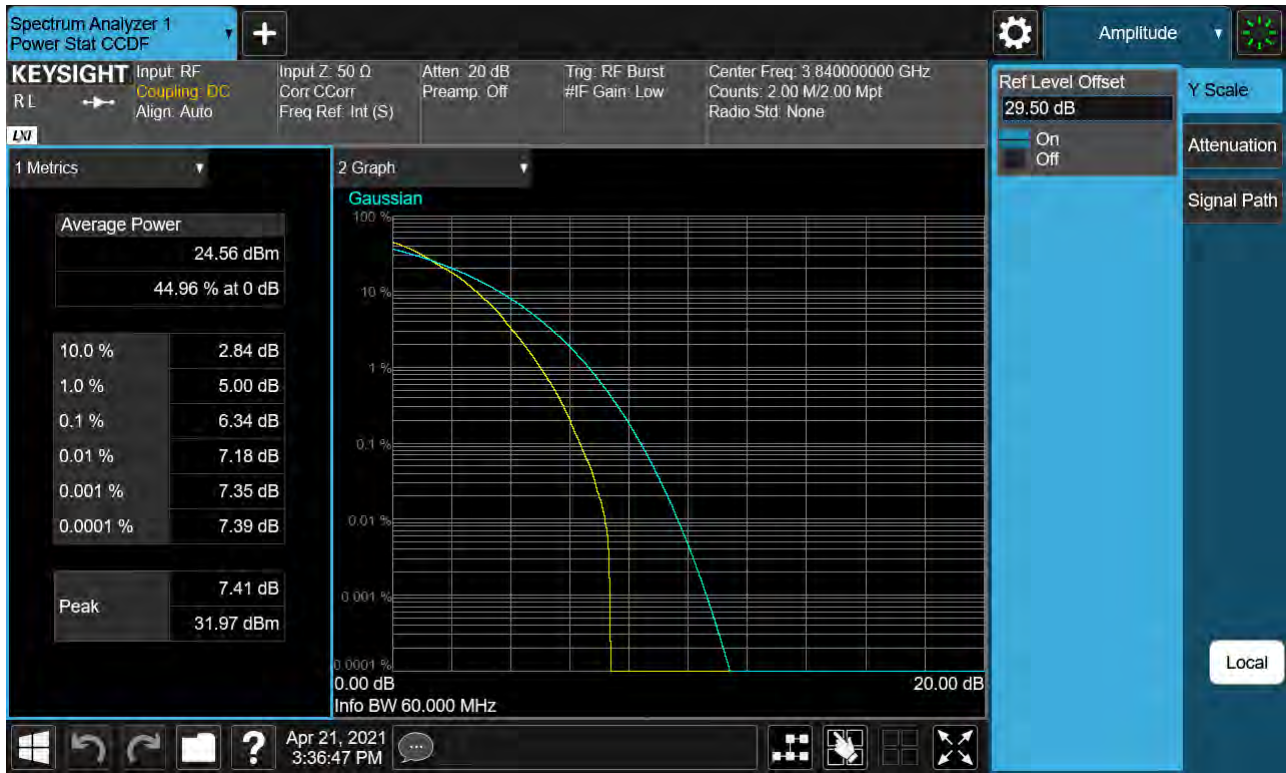 Spectrum Analyzer 1
Power Stat CCDF
Amplitude
KEYSIGHT
RL
LXI
Input: RF
Coupling: DC
Align: Auto
Input Z: 50 Ω
Corr CCorr
Freq Ref: Int (S)
Atten: 20 dB
Preamp: Off
Trig: RF Burst
#IF Gain: Low
Center Freq: 3.840000000 GHz
Counts: 2.00 M/2.00 Mpt
Radio Std: None
Ref Level Offset
29.50 dB
On
Off
Y Scale
Attenuation
Signal Path
Local
1 Metrics
Average Power
24.56 dBm
44.96 % at 0 dB
10.0 % 2.84 dB
1.0 % 5.00 dB
0.1 % 6.34 dB
0.01 % 7.18 dB
0.001 % 7.35 dB
0.0001 % 7.39 dB
Peak
7.41 dB
31.97 dBm
2 Graph
Gaussian
100 %
10 %
1 %
0.1 %
0.01 %
0.001 %
0.0001 %
0.00 dB 20.00 dB
Info BW 60.000 MHz
?
Apr 21, 2021
3:36:47 PM